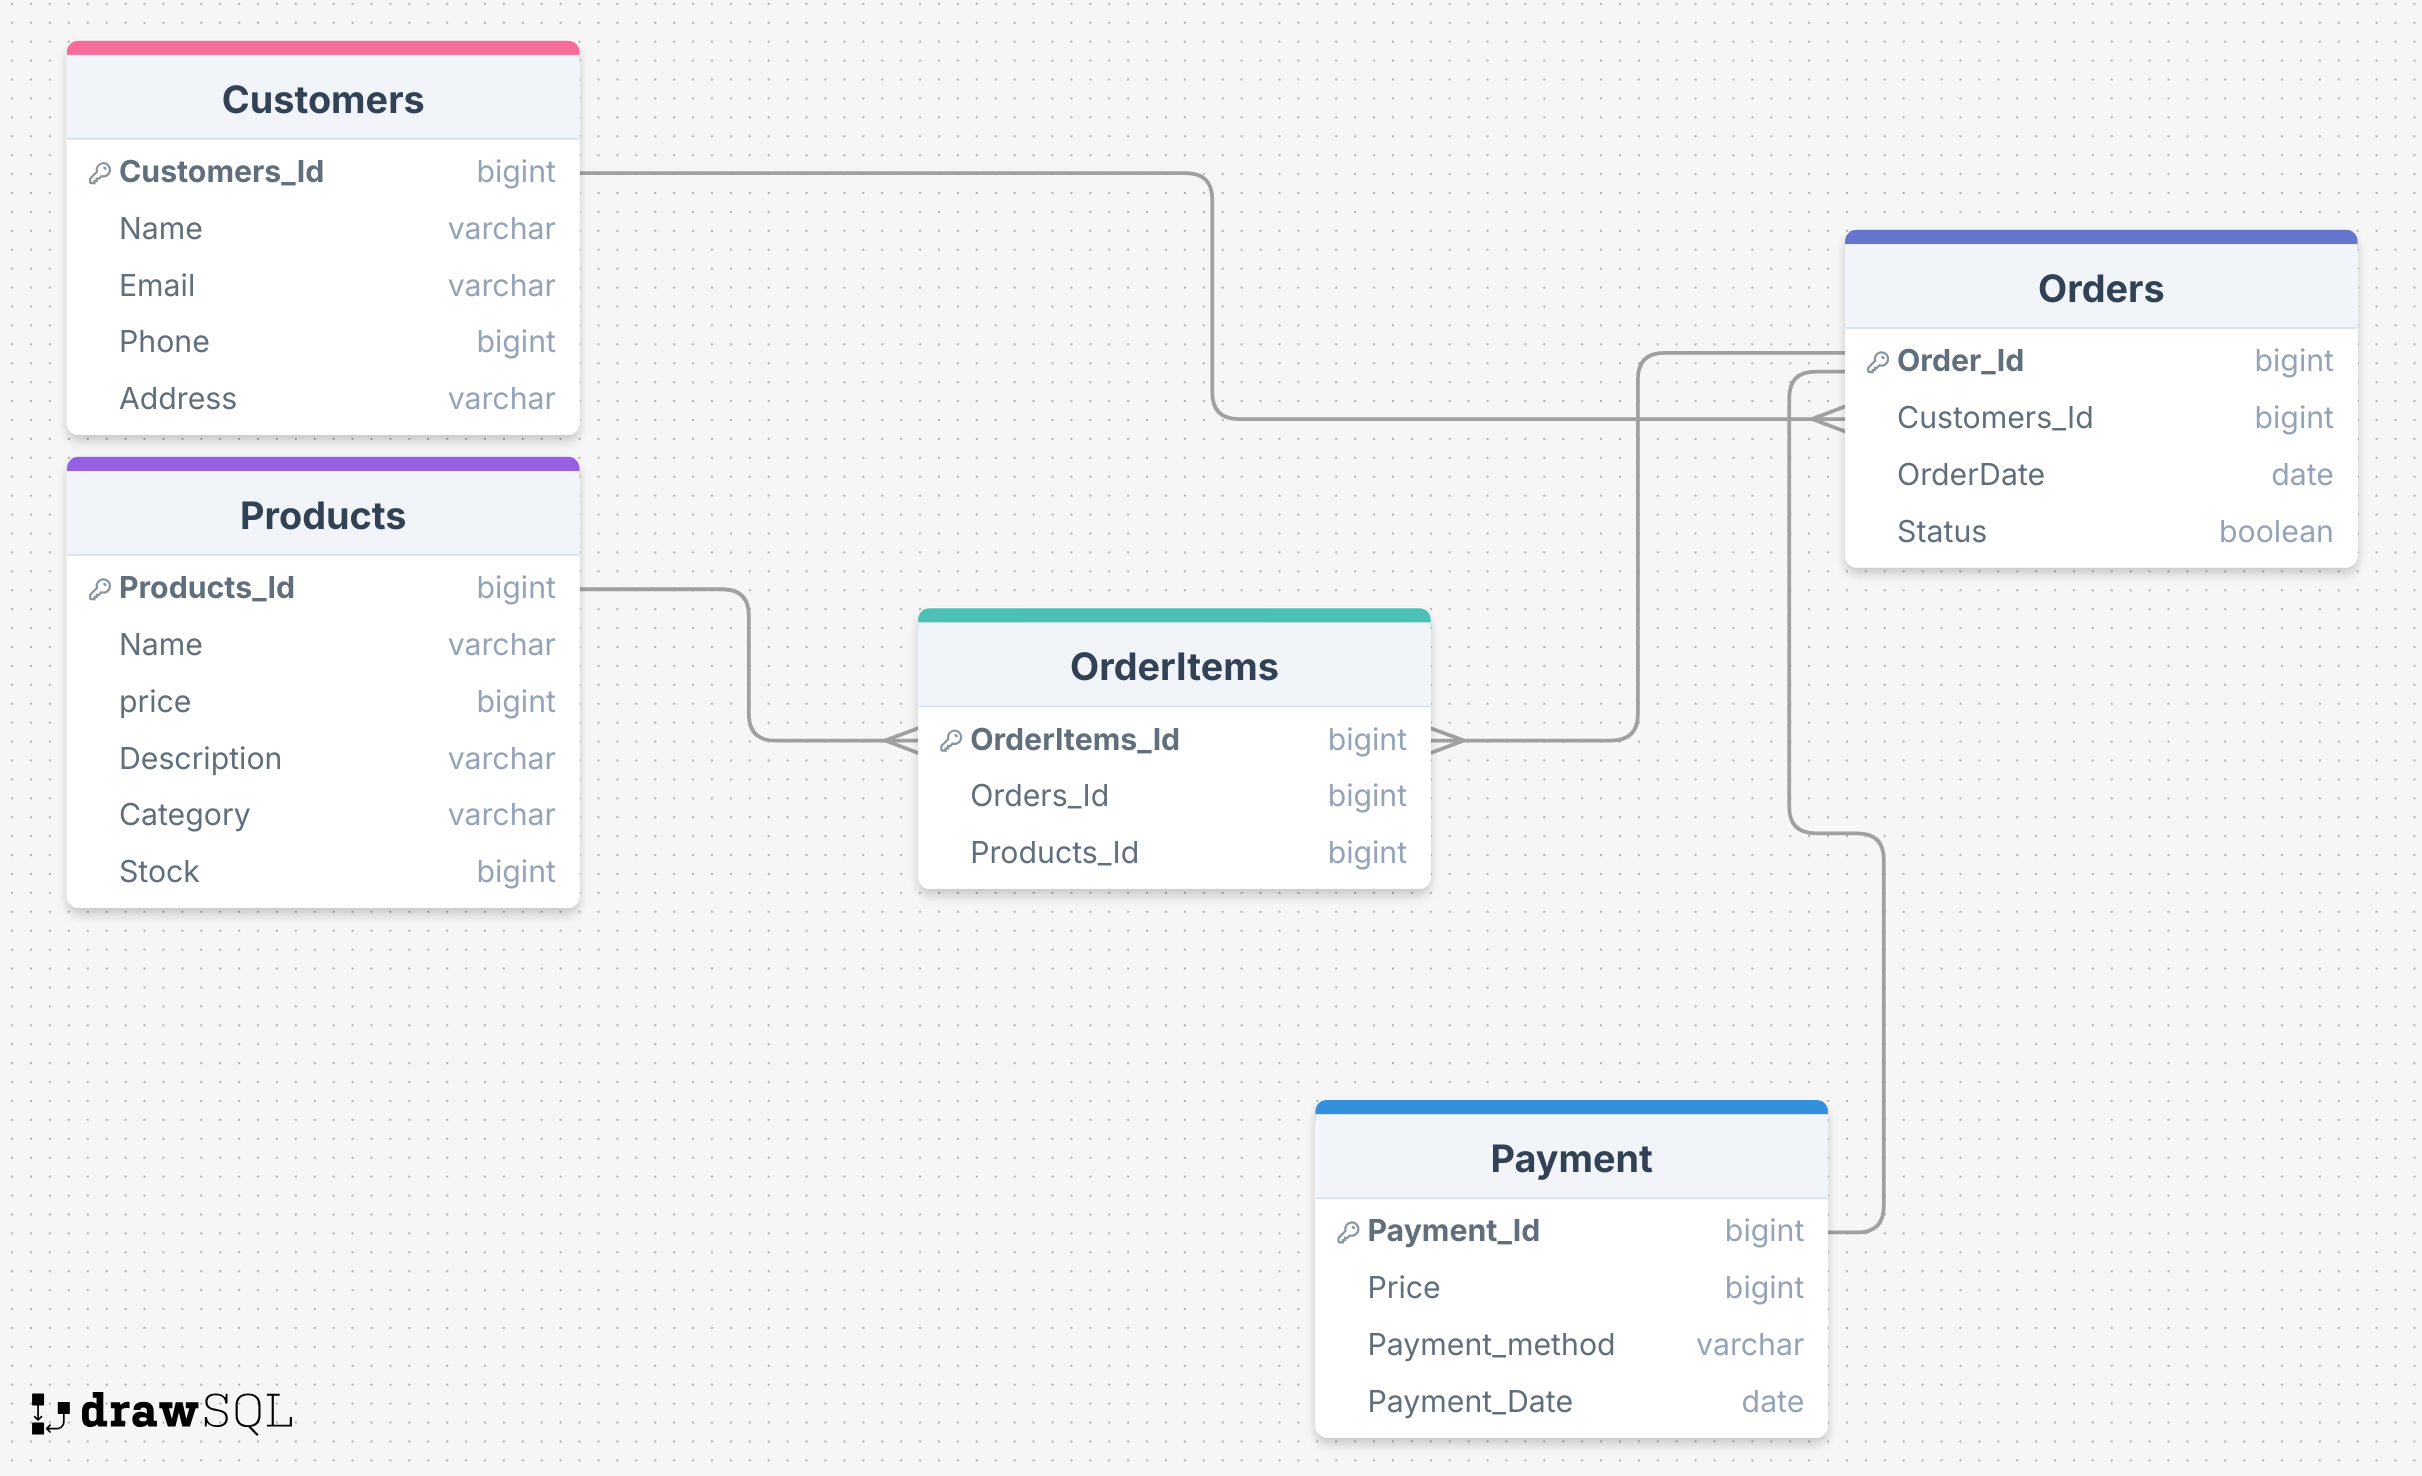 Customers
Customers_Id bigint
Name varchar
Email varchar
Phone bigint
Address varchar
Products
Products_Id bigint
Name varchar
price bigint
Description varchar
Category varchar
Stock bigint
OrderItems
OrderItems_Id bigint
Orders_Id bigint
Products_Id bigint
Orders
Order_Id bigint
Customers_Id bigint
OrderDate date
Status boolean
Payment
Payment_Id bigint
Price bigint
Payment_method varchar
Payment_Date date
drawSQL